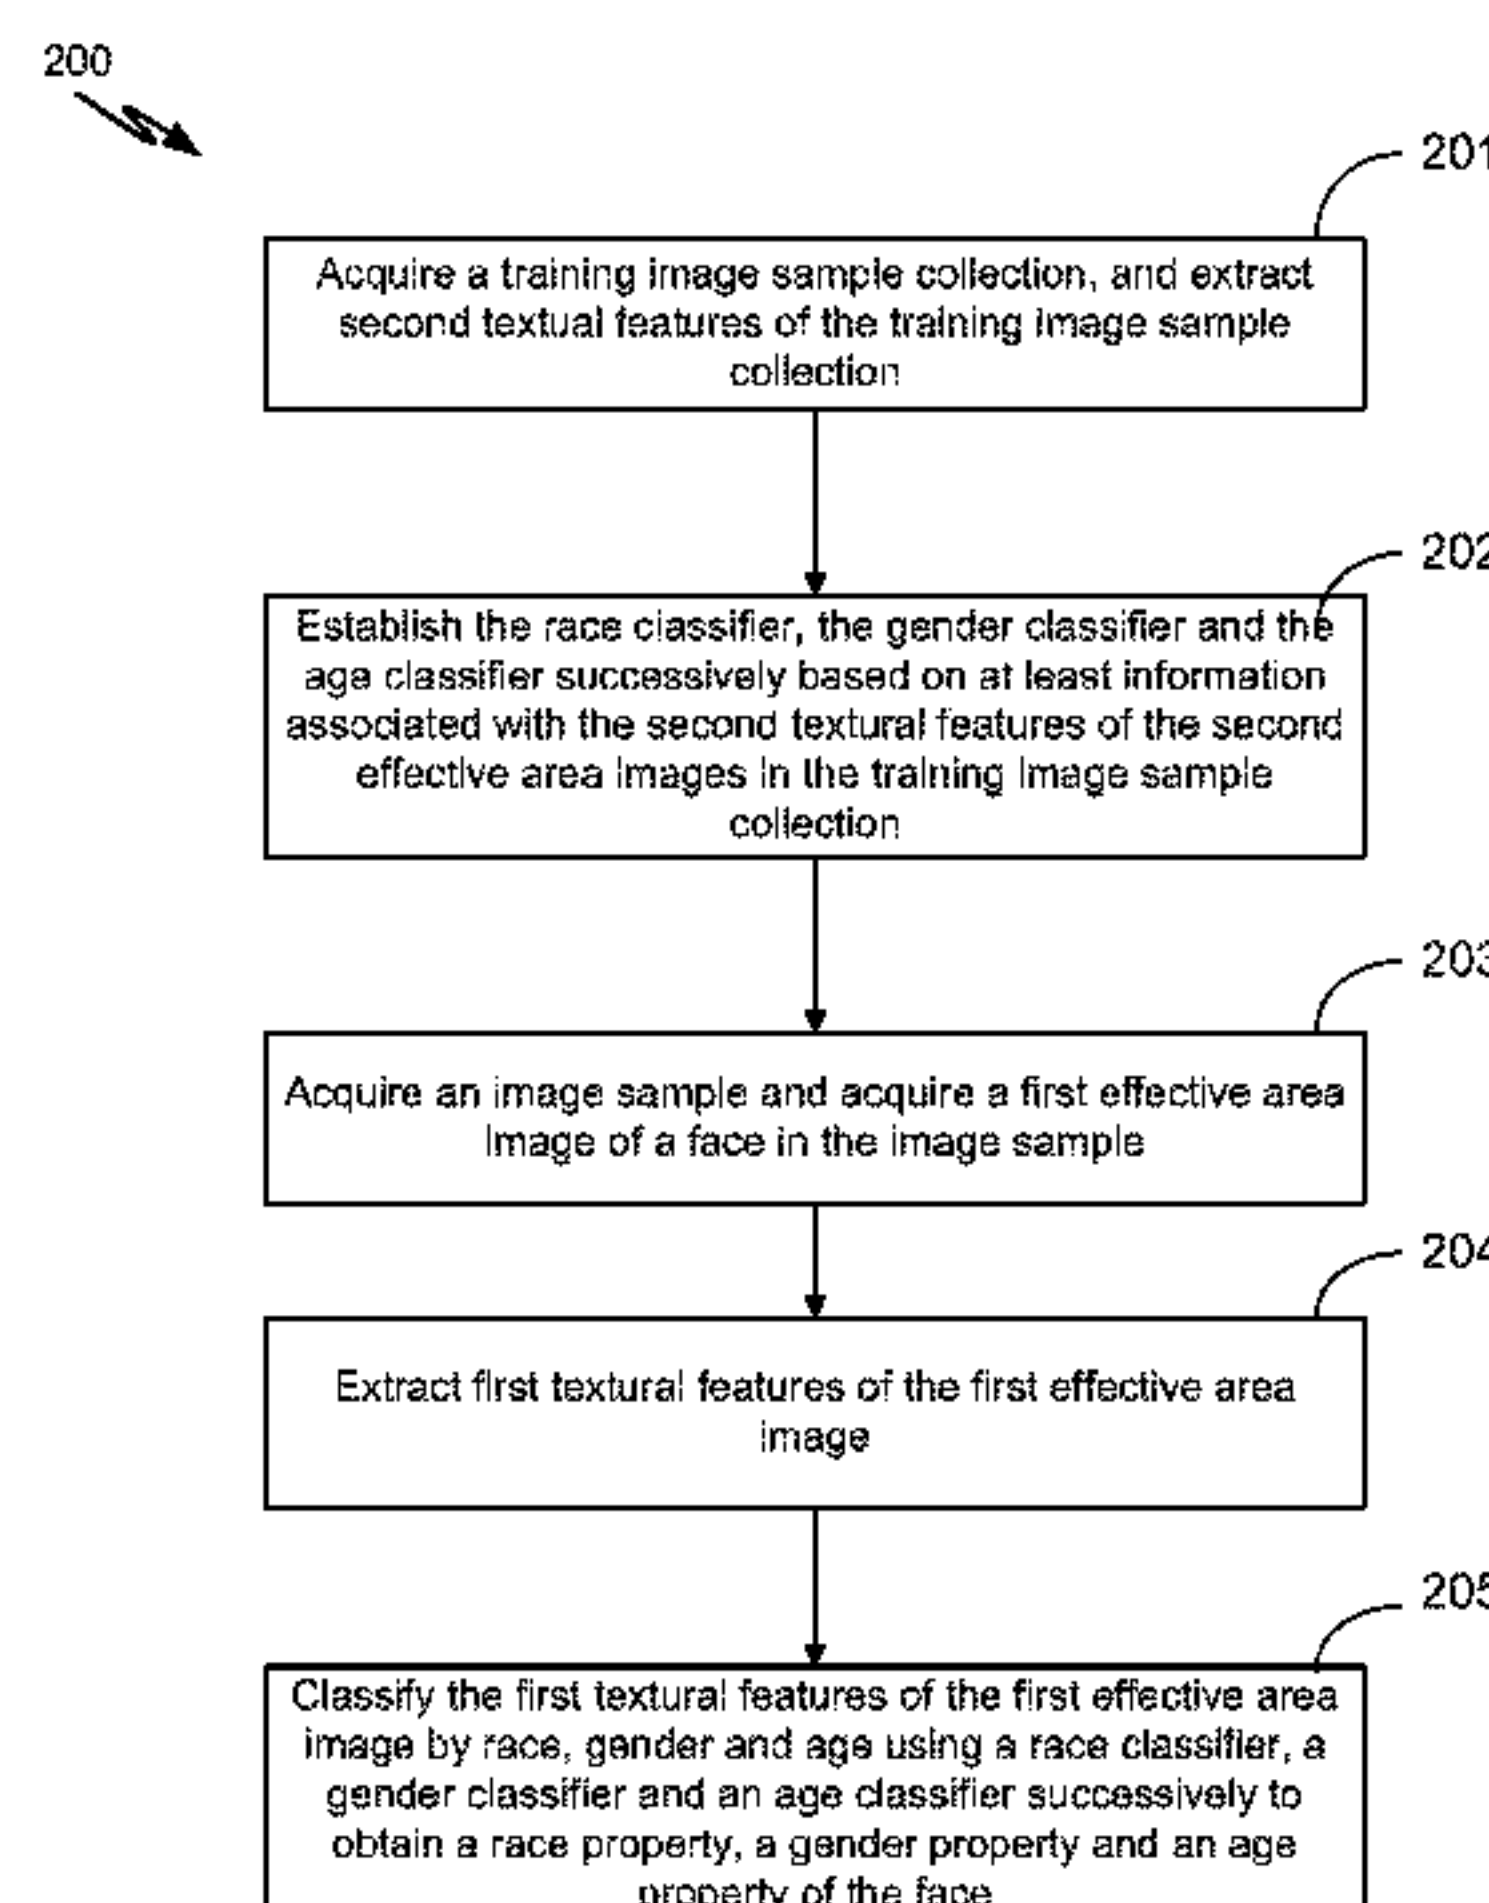 200
201
Acquire a training image sample collection, and extract
second textual features of the training image sample
collection
202
Establish the race classifier, the gender classifier and the
age classifier successively based on at least information
associated with the second textural features of the second
effective area images in the training image sample
collection
203
Acquire an image sample and acquire a first effective area
image of a face in the image sample
204
Extract first textural features of the first effective area
image
205
Classify the first textural features of the first effective area
image by race, gender and age using a race classifier, a
gender classifier and an age classifier successively to
obtain a race property, a gender property and an age
property of the face